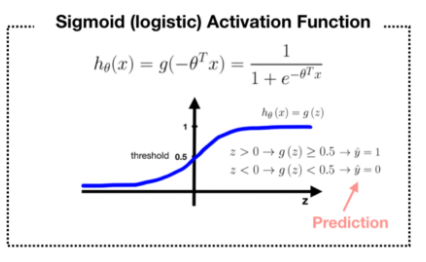 Sigmoid (logistic) Activation Function
hθ(x) = g(−θᵀx) = 1 / (1 + e^(−θᵀx))
hθ(x) = g(z)
1
threshold 0.5
z > 0 → g(z) ≥ 0.5 → ŷ = 1
z < 0 → g(z) < 0.5 → ŷ = 0
z
Prediction